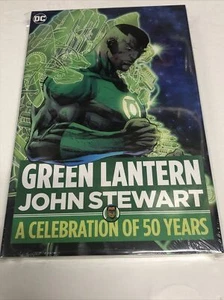 DC
GREEN LANTERN
JOHN STEWART
A CELEBRATION OF 50 YEARS